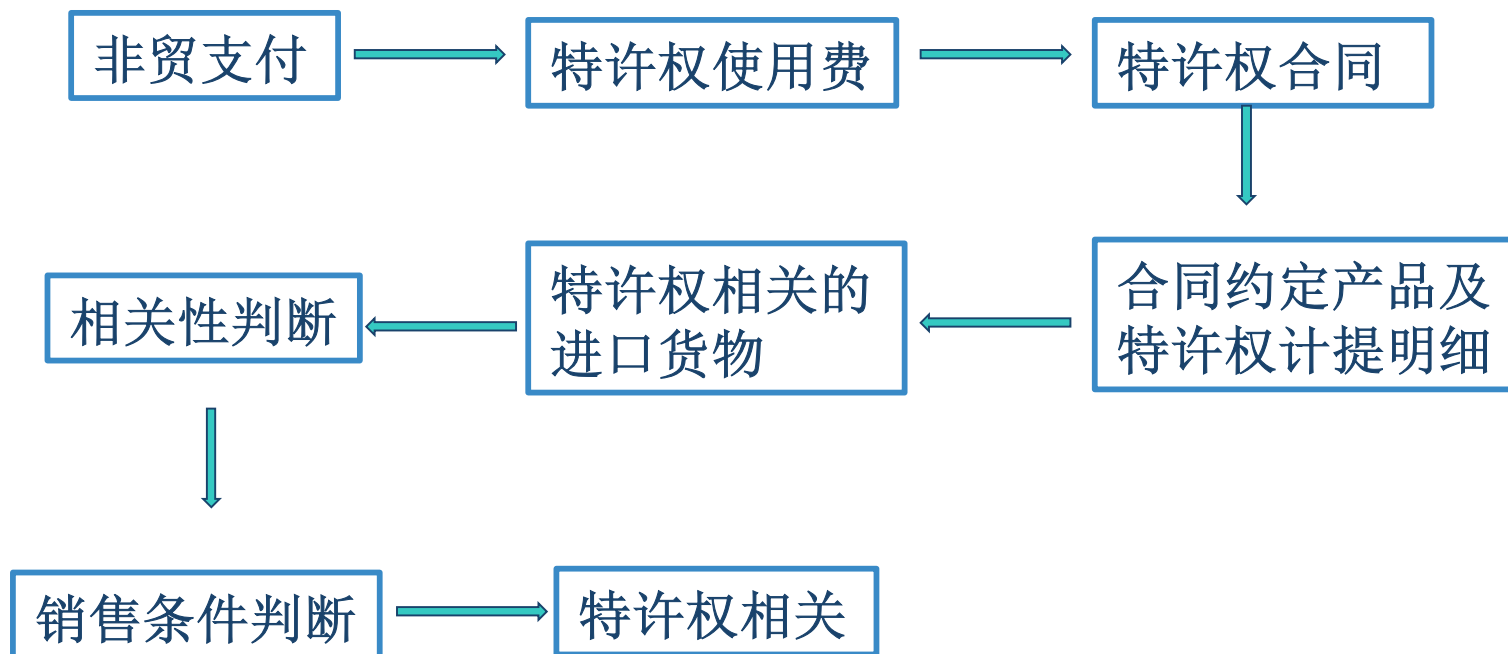 非贸支付
特许权使用费
特许权合同
相关性判断
特许权相关的
进口货物
合同约定产品及
特许权计提明细
销售条件判断
特许权相关